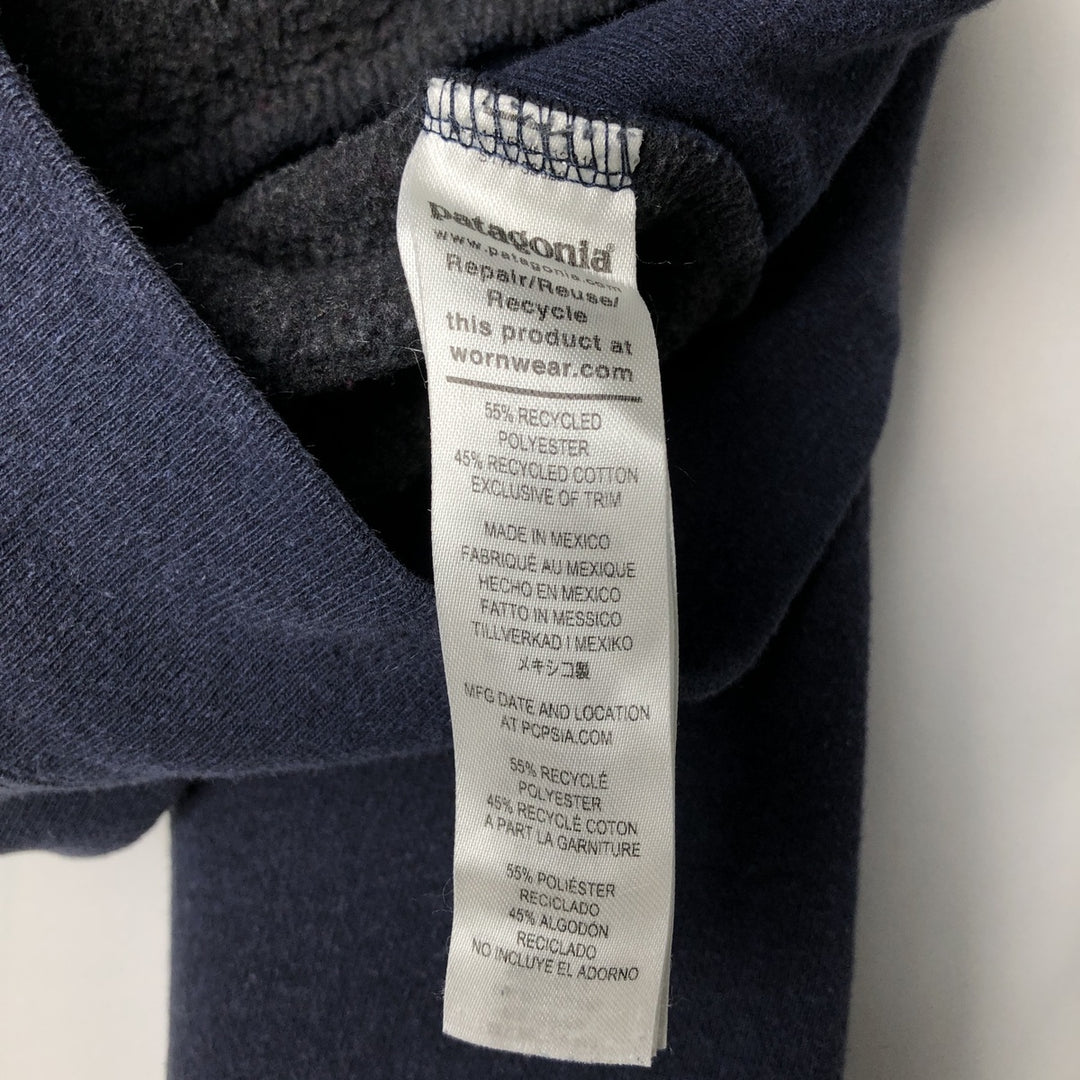 patagonia®
www.patagonia.com
Repair/Reuse/
Recycle
this product at
wornwear.com
55% RECYCLED
POLYESTER
45% RECYCLED COTTON
EXCLUSIVE OF TRIM
MADE IN MEXICO
FABRIQUÉ AU MEXIQUE
HECHO EN MEXICO
FATTO IN MESSICO
TILLVERKAD I MEXIKO
メキシコ製
MFG DATE AND LOCATION
AT PCPSIA.COM
55% RECYCLÉ
POLYESTER
45% RECYCLÉ COTON
A PART LA GARNITURE
55% POLIÉSTER
RECICLADO
45% ALGODÓN
RECICLADO
NO INCLUYE EL ADORNO